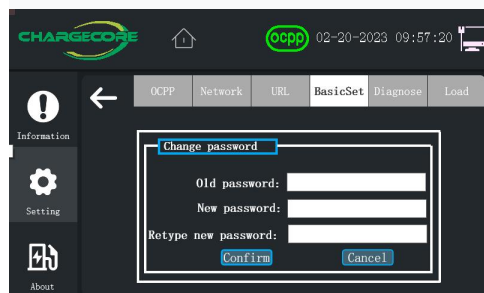 CHARGECORE
ocpp 02-20-2023 09:57:20
OCPP Network URL BasicSet Diagnose Load
Information
Setting
About
Change password
Old password:
New password:
Retype new password:
Confirm Cancel